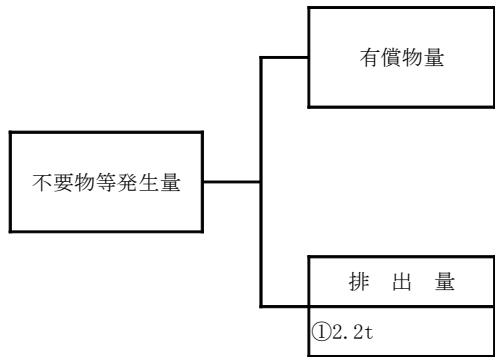 有償物量
不要物等発生量
排　出　量
①2.2t